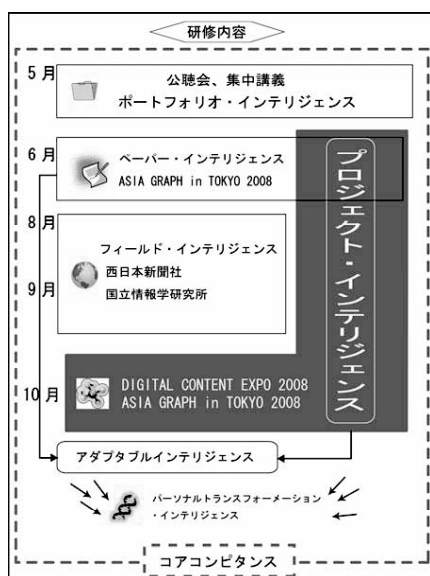 研修内容
5月
公聴会、集中講義
ポートフォリオ・インテリジェンス
6月
ペーパー・インテリジェンス
ASIA GRAPH in TOKYO 2008
プロジェクト・インテリジェンス
8月
フィールド・インテリジェンス
西日本新聞社
9月
国立情報学研究所
10月
DIGITAL CONTENT EXPO 2008
ASIA GRAPH in TOKYO 2008
アダプタブルインテリジェンス
パーソナルトランスフォーメーション
・インテリジェンス
コアコンピタンス